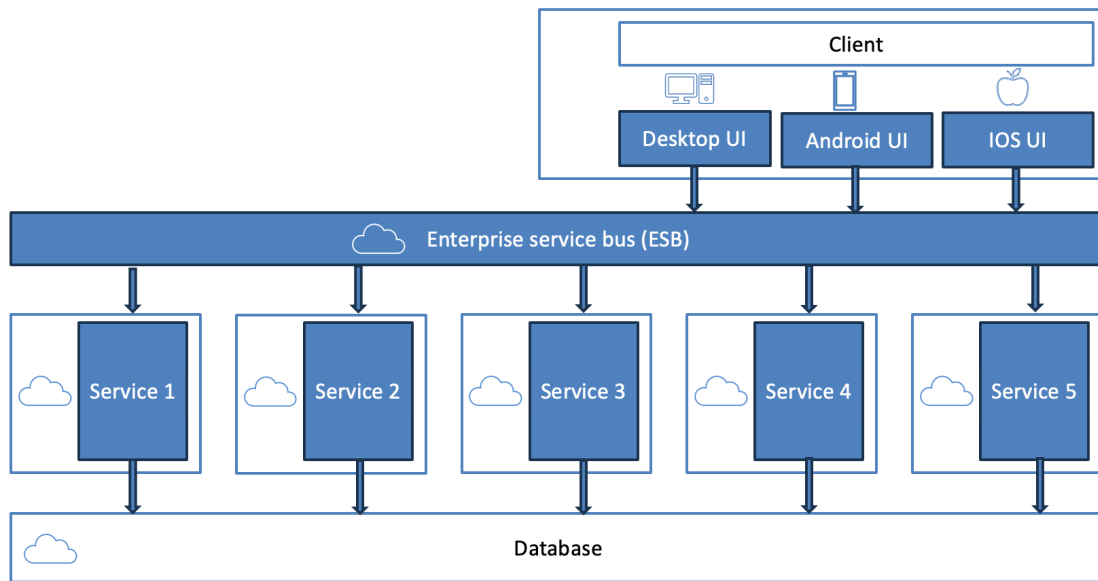 Client
Desktop UI
Android UI
IOS UI
Enterprise service bus (ESB)
Service 1
Service 2
Service 3
Service 4
Service 5
Database